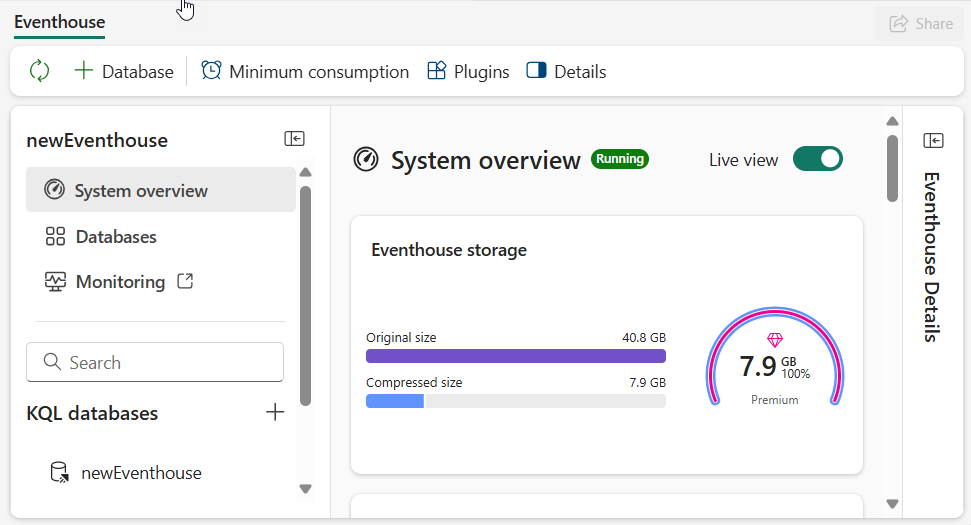 Eventhouse
Share
Database
Minimum consumption
Plugins
Details
newEventhouse
System overview
Databases
Monitoring
Search
KQL databases
newEventhouse
System overview
Running
Live view
Eventhouse storage
Original size 40.8 GB
Compressed size 7.9 GB
7.9 GB
100%
Premium
Eventhouse Details